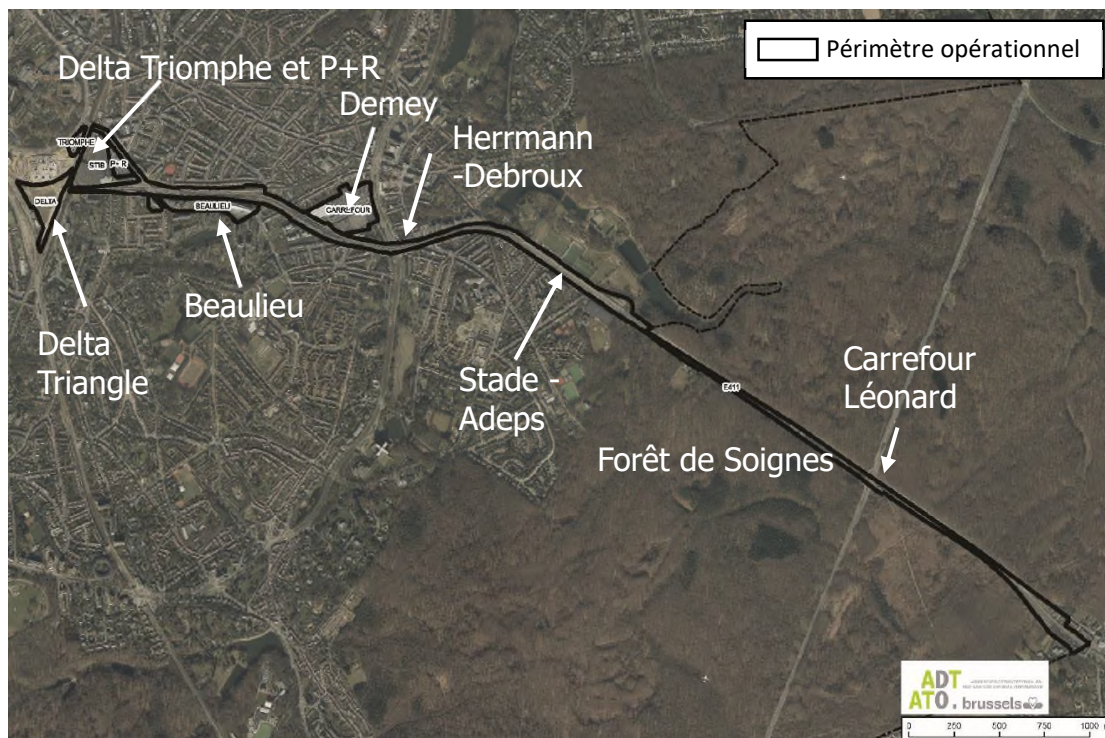 Périmètre opérationnel
Delta Triomphe et P+R
Demey
Herrmann
-Debroux
TRIOMPHE
STIB
P+R
DELTA
BEAULIEU
CARREFOUR
Beaulieu
Delta
Triangle
Stade -
Adeps
E411
Carrefour
Léonard
Forêt de Soignes
ADT
ATO. brussels
0 250 500 750 1000